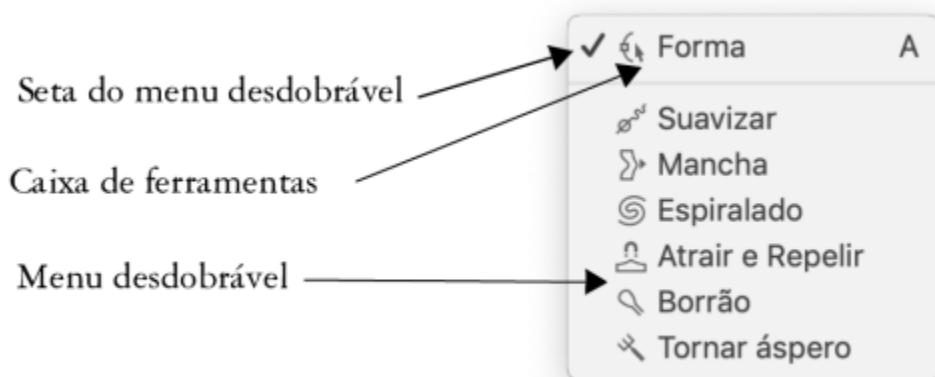 Forma A
Seta do menu desdobrável
Suavizar
Mancha
Caixa de ferramentas
Espiralado
Atrair e Repelir
Menu desdobrável
Borrão
Tornar áspero